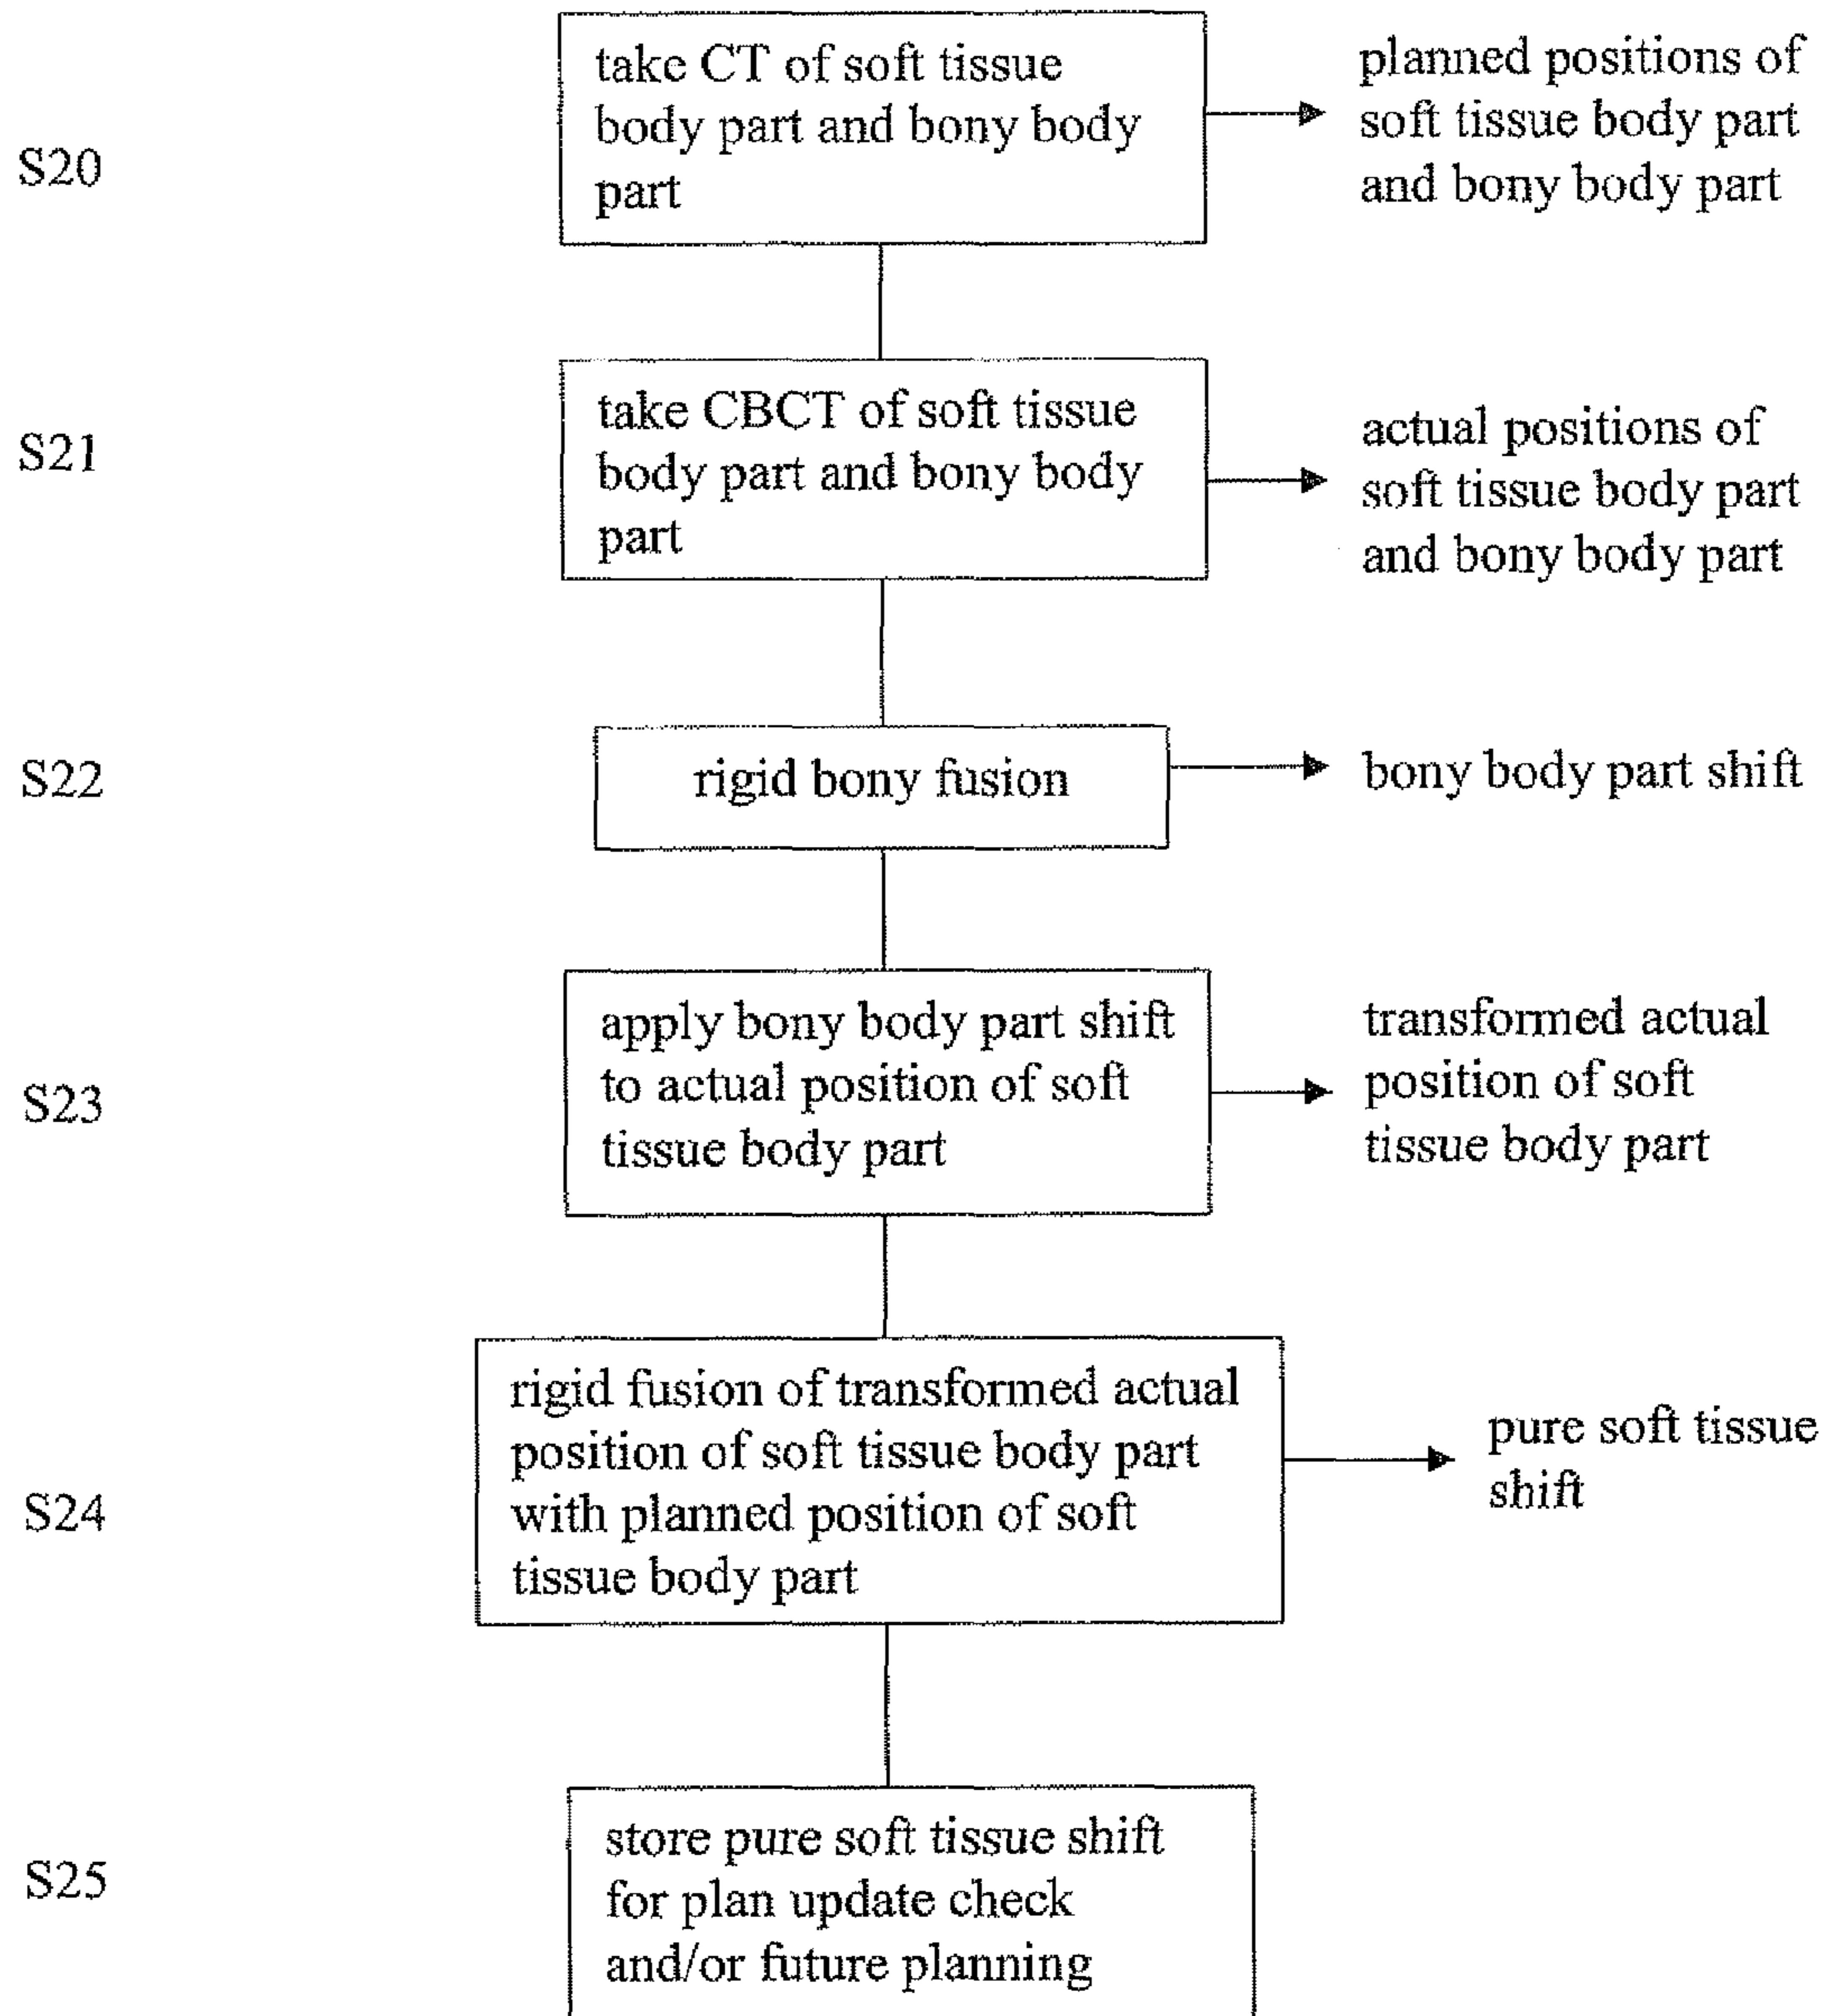 S20
take CT of soft tissue
body part and bony body
part
planned positions of
soft tissue body part
and bony body part
S21
take CBCT of soft tissue
body part and bony body
part
actual positions of
soft tissue body part
and bony body part
S22
rigid bony fusion
bony body part shift
S23
apply bony body part shift
to actual position of soft
tissue body part
transformed actual
position of soft
tissue body part
S24
rigid fusion of transformed actual
position of soft tissue body part
with planned position of soft
tissue body part
pure soft tissue
shift
S25
store pure soft tissue shift
for plan update check
and/or future planning